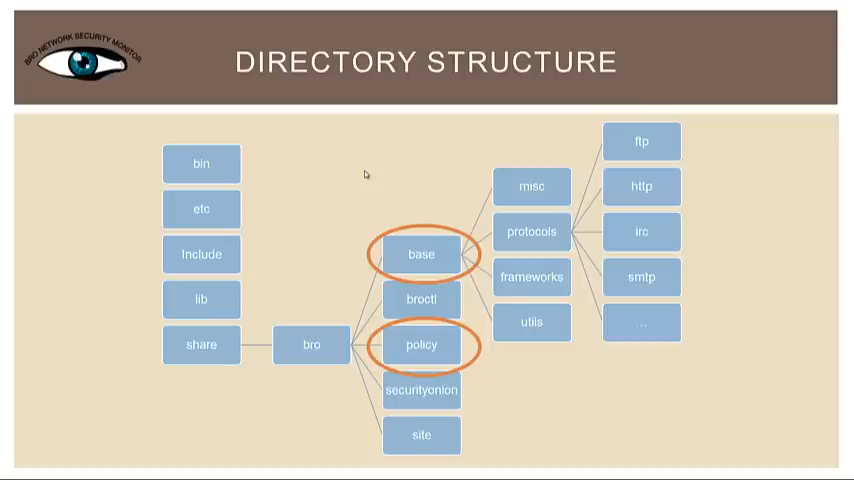 BRO NETWORK SECURITY MONITOR
DIRECTORY STRUCTURE
bin
etc
Include
lib
share
bro
base
broctl
policy
securityonion
site
misc
protocols
frameworks
utils
ftp
http
irc
smtp
...